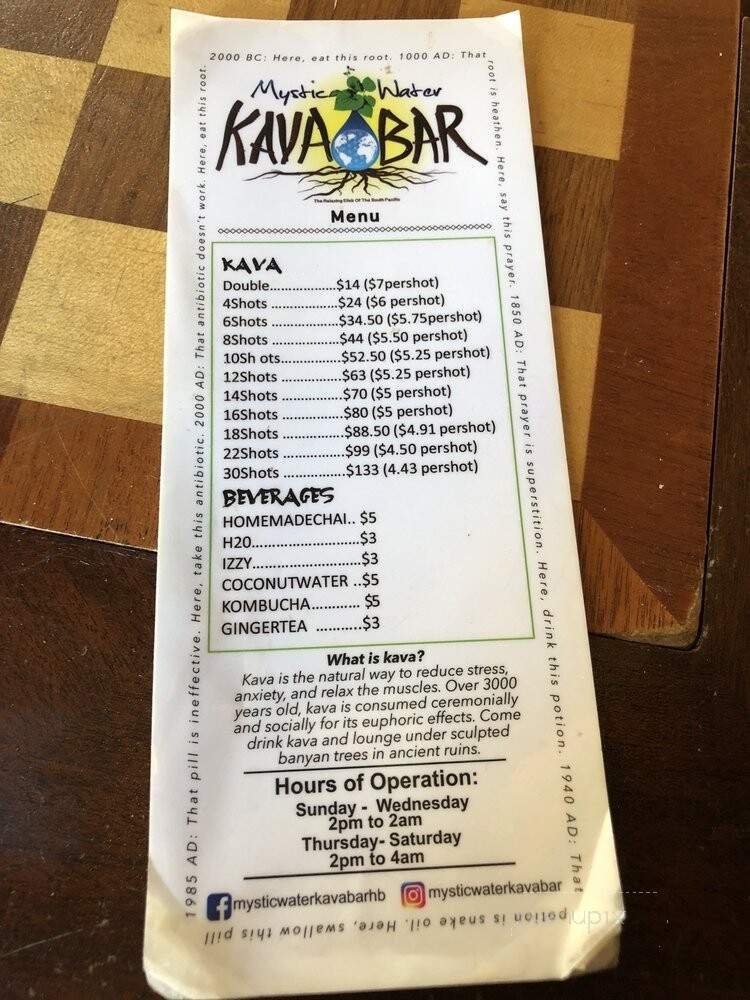 2000 BC: Here, eat this root. 1000 AD: That
root is heathen. Here, say this prayer. 1850 AD: That prayer is superstition. Here, drink this potion. 1940 AD: That
potion is snake oil. Here, swallow this pill
1985 AD: That pill is ineffective. Here, take this antibiotic. 2000 AD: That antibiotic doesn't work. Here, eat this root.
Mystic Water
KAVA BAR
The Relaxing Elixir Of The South Pacific
Menu
KAVA
Double..................$14 ($7pershot)
4Shots ..................$24 ($6 pershot)
6Shots ..................$34.50 ($5.75pershot)
8Shots ..................$44 ($5.50 pershot)
10Sh ots................$52.50 ($5.25 pershot)
12Shots ................$63 ($5.25 pershot)
14Shots ................$70 ($5 pershot)
16Shots ................$80 ($5 pershot)
18Shots ................$88.50 ($4.91 pershot)
22Shots ................$99 ($4.50 pershot)
30Shots ................$133 (4.43 pershot)
BEVERAGES
HOMEMADECHAI.. $5
H20............................$3
IZZY............................$3
COCONUTWATER ..$5
KOMBUCHA............ $5
GINGERTEA ...........$3
What is kava?
Kava is the natural way to reduce stress,
anxiety, and relax the muscles. Over 3000
years old, kava is consumed ceremonially
and socially for its euphoric effects. Come
drink kava and lounge under sculpted
banyan trees in ancient ruins.
Hours of Operation:
Sunday - Wednesday
2pm to 2am
Thursday- Saturday
2pm to 4am
mysticwaterkavabarhb
mysticwaterkavabar